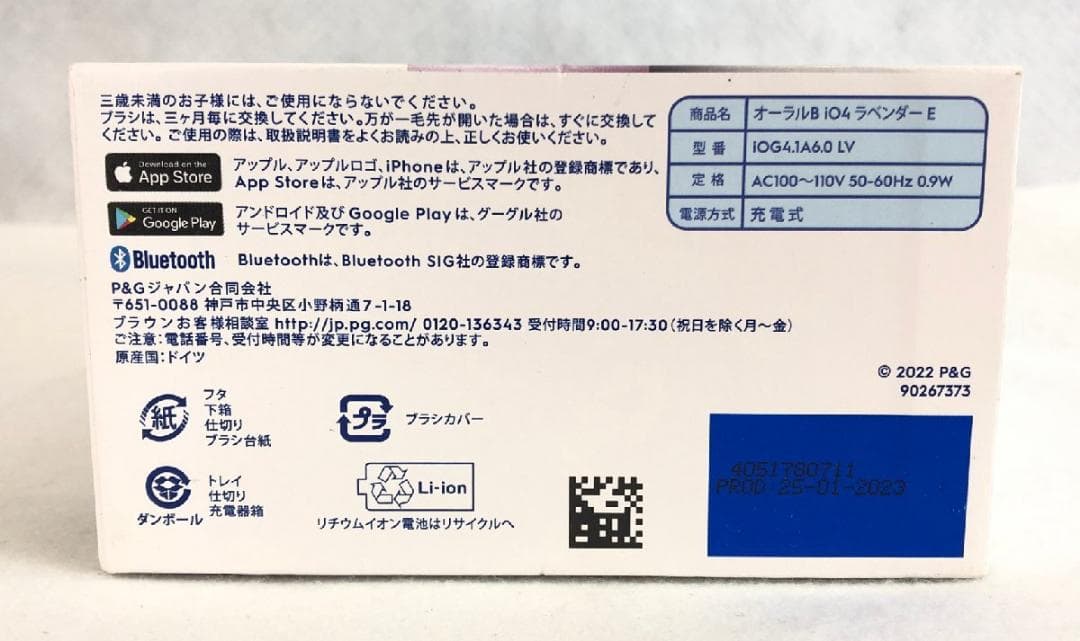 三歳未満のお子様には、ご使用にならないでください。
ブラシは、三ヶ月毎に交換してください。万が一毛先が開いた場合は、すぐに交換して
ください。ご使用の際は、取扱説明書をよくお読みの上、正しくお使いください。
Download on the
App Store
アップル、アップルロゴ、iPhoneは、アップル社の登録商標であり、
App Storeは、アップル社のサービスマークです。
GET IT ON
Google Play
アンドロイド及びGoogle Playは、グーグル社の
サービスマークです。
Bluetooth
Bluetoothは、Bluetooth SIG社の登録商標です。
P&Gジャパン合同会社
〒651-0088 神戸市中央区小野柄通7-1-18
ブラウンお客様相談室 http://jp.pg.com/ 0120-136343 受付時間9:00-17:30(祝日を除く月〜金)
ご注意:電話番号、受付時間等が変更になることがあります。
原産国:ドイツ
商品名 オーラルB iO4 ラベンダー E
型番 iOG4.1A6.0 LV
定格 AC100〜110V 50-60Hz 0.9W
電源方式 充電式
© 2022 P&G
90267373
紙
フタ
下箱
仕切り
ブラシ台紙
プラ
ブラシカバー
ダンボール
トレイ
仕切り
充電器箱
Li-ion
リチウムイオン電池はリサイクルへ
4051780711
PROD 25-01-2023